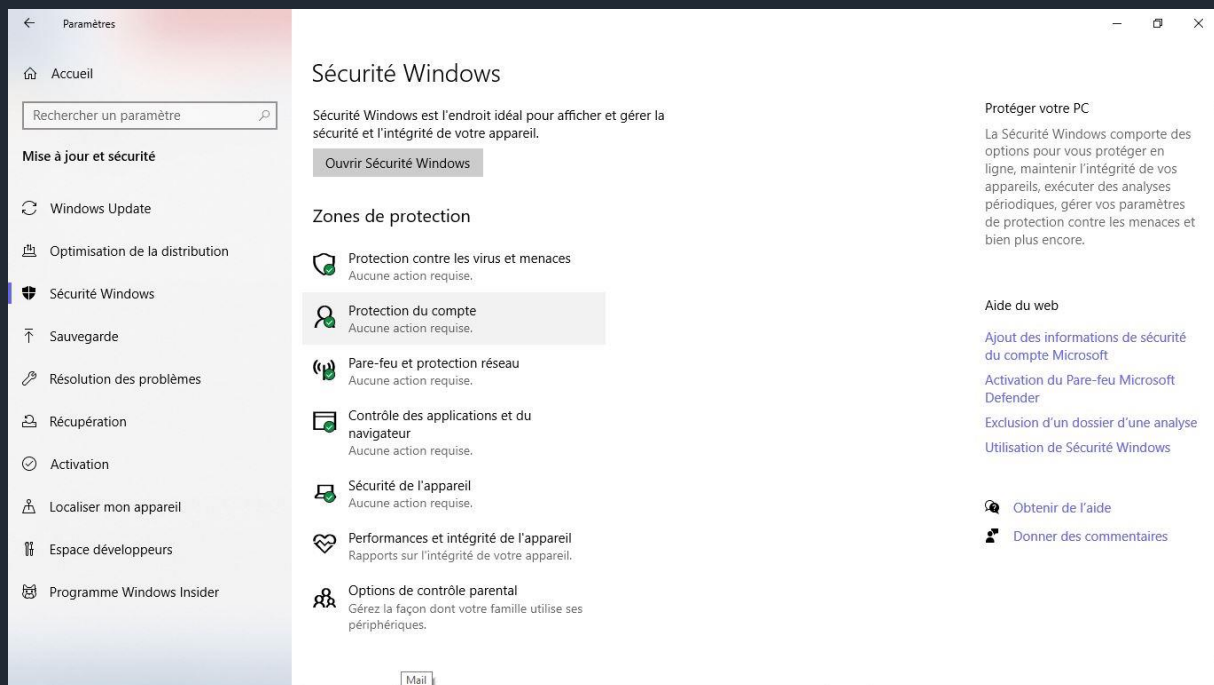 Paramètres
Accueil
Rechercher un paramètre
Mise à jour et sécurité
Windows Update
Optimisation de la distribution
Sécurité Windows
Sauvegarde
Résolution des problèmes
Récupération
Activation
Localiser mon appareil
Espace développeurs
Programme Windows Insider
Sécurité Windows
Sécurité Windows est l'endroit idéal pour afficher et gérer la
sécurité et l'intégrité de votre appareil.
Ouvrir Sécurité Windows
Zones de protection
Protection contre les virus et menaces
Aucune action requise.
Protection du compte
Aucune action requise.
Pare-feu et protection réseau
Aucune action requise.
Contrôle des applications et du
navigateur
Aucune action requise.
Sécurité de l'appareil
Aucune action requise.
Performances et intégrité de l'appareil
Rapports sur l'intégrité de votre appareil.
Options de contrôle parental
Gérez la façon dont votre famille utilise ses
périphériques.
Mail
Protéger votre PC
La Sécurité Windows comporte des
options pour vous protéger en
ligne, maintenir l'intégrité de vos
appareils, exécuter des analyses
périodiques, gérer vos paramètres
de protection contre les menaces et
bien plus encore.
Aide du web
Ajout des informations de sécurité
du compte Microsoft
Activation du Pare-feu Microsoft
Defender
Exclusion d'un dossier d'une analyse
Utilisation de Sécurité Windows
Obtenir de l'aide
Donner des commentaires